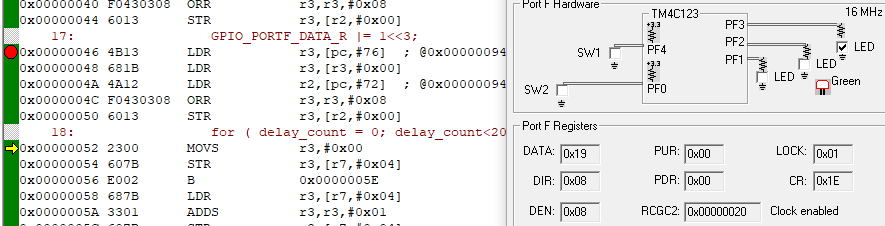 0x00000040 F0430308 ORR r3,r3,#0x08
0x00000044 6013 STR r3,[r2,#0x00]
17: GPIO_PORTF_DATA_R |= 1<<3;
0x00000046 4B13 LDR r3,[pc,#76] ; @0x00000094
0x00000048 681B LDR r3,[r3,#0x00]
0x0000004A 4A12 LDR r2,[pc,#72] ; @0x00000094
0x0000004C F0430308 ORR r3,r3,#0x08
0x00000050 6013 STR r3,[r2,#0x00]
18: for ( delay_count = 0; delay_count<20
0x00000052 2300 MOVS r3,#0x00
0x00000054 607B STR r3,[r7,#0x04]
0x00000056 E002 B 0x0000005E
0x00000058 687B LDR r3,[r7,#0x04]
0x0000005A 3301 ADDS r3,r3,#0x01
Port F Hardware
TM4C123 16 MHz
+3.3 PF3
SW1 PF4 PF2 LED
+3.3 PF1 LED
SW2 PF0 LED Green
Port F Registers
DATA: 0x19 PUR: 0x00 LOCK: 0x01
DIR: 0x08 PDR: 0x00 CR: 0x1E
DEN: 0x08 RCGC2: 0x00000020 Clock enabled